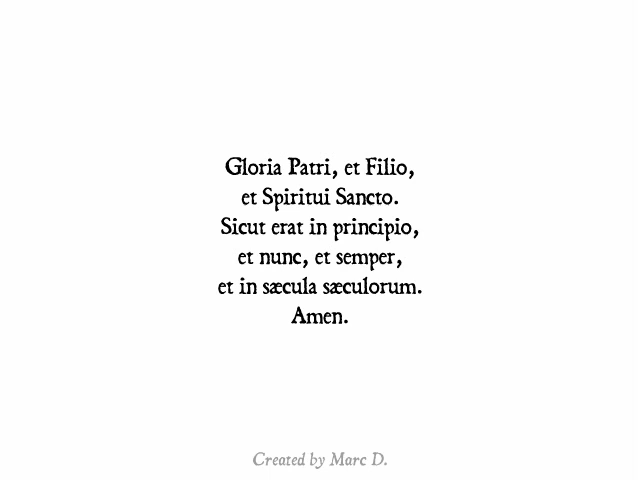 Gloria Patri, et Filio,
et Spiritui Sancto.
Sicut erat in principio,
et nunc, et semper,
et in sæcula sæculorum.
Amen.
Created by Marc D.